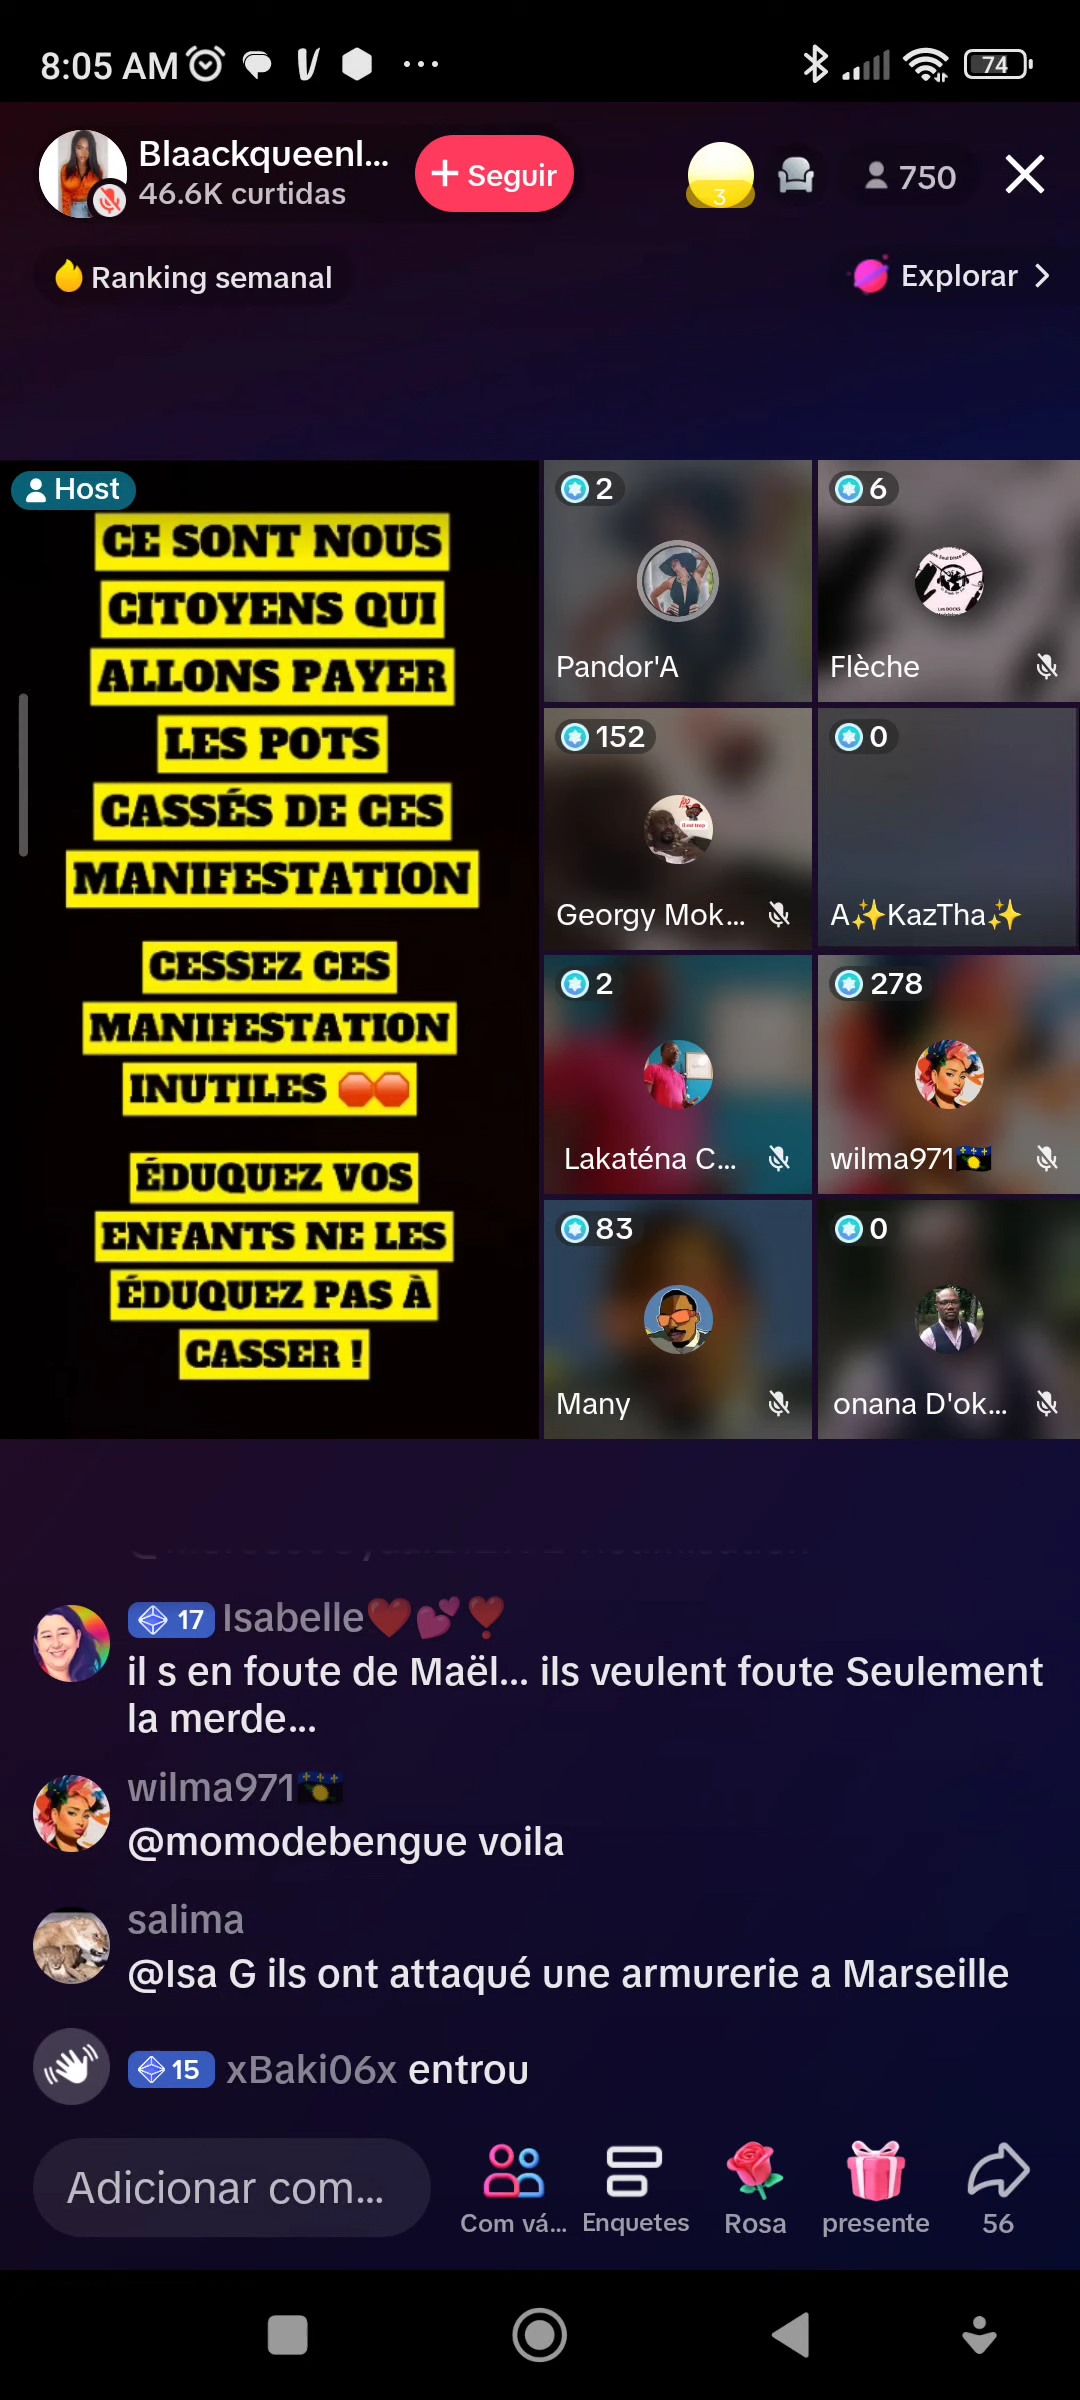 8:05 AM
74
Blaackqueenl...
46.6K curtidas
+ Seguir
3
750
Ranking semanal
Explorar
Host
CE SONT NOUS
CITOYENS QUI
ALLONS PAYER
LES POTS
CASSÉS DE CES
MANIFESTATION
CESSEZ CES
MANIFESTATION
INUTILES 🛑🛑
ÉDUQUEZ VOS
ENFANTS NE LES
ÉDUQUEZ PAS À
CASSER !
2
Pandor'A
6
Flèche
152
Georgy Mok...
0
A✨KazTha✨
2
Lakaténa C...
278
wilma971🇬🇵
83
Many
0
onana D'ok...
17 Isabelle❤️💕❣️
il s en foute de Maël... ils veulent foute Seulement
la merde...
wilma971🇬🇵
@momodebengue voila
salima
@Isa G ils ont attaqué une armurerie a Marseille
15 xBaki06x entrou
Adicionar com...
Com vá...
Enquetes
Rosa
presente
56